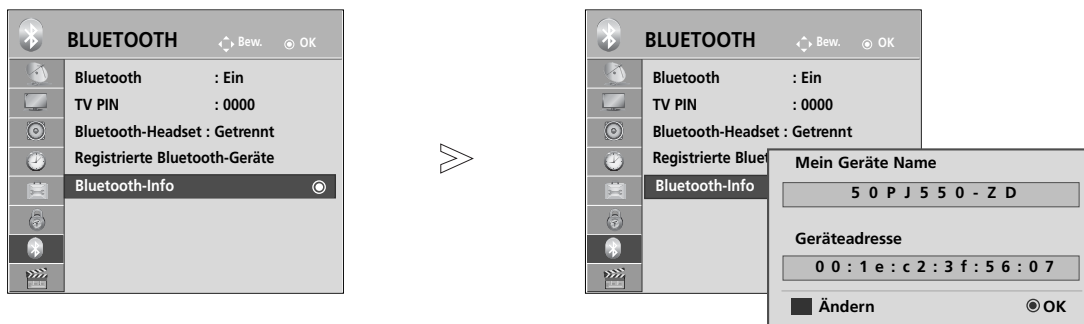 BLUETOOTH Bew. OK
Bluetooth : Ein
TV PIN : 0000
Bluetooth-Headset : Getrennt
Registrierte Bluetooth-Geräte
Bluetooth-Info
BLUETOOTH Bew. OK
Bluetooth : Ein
TV PIN : 0000
Bluetooth-Headset : Getrennt
Registrierte Bluet
Bluetooth-Info
Mein Geräte Name
50PJ550-ZD
Geräteadresse
00:1e:c2:3f:56:07
Ändern OK